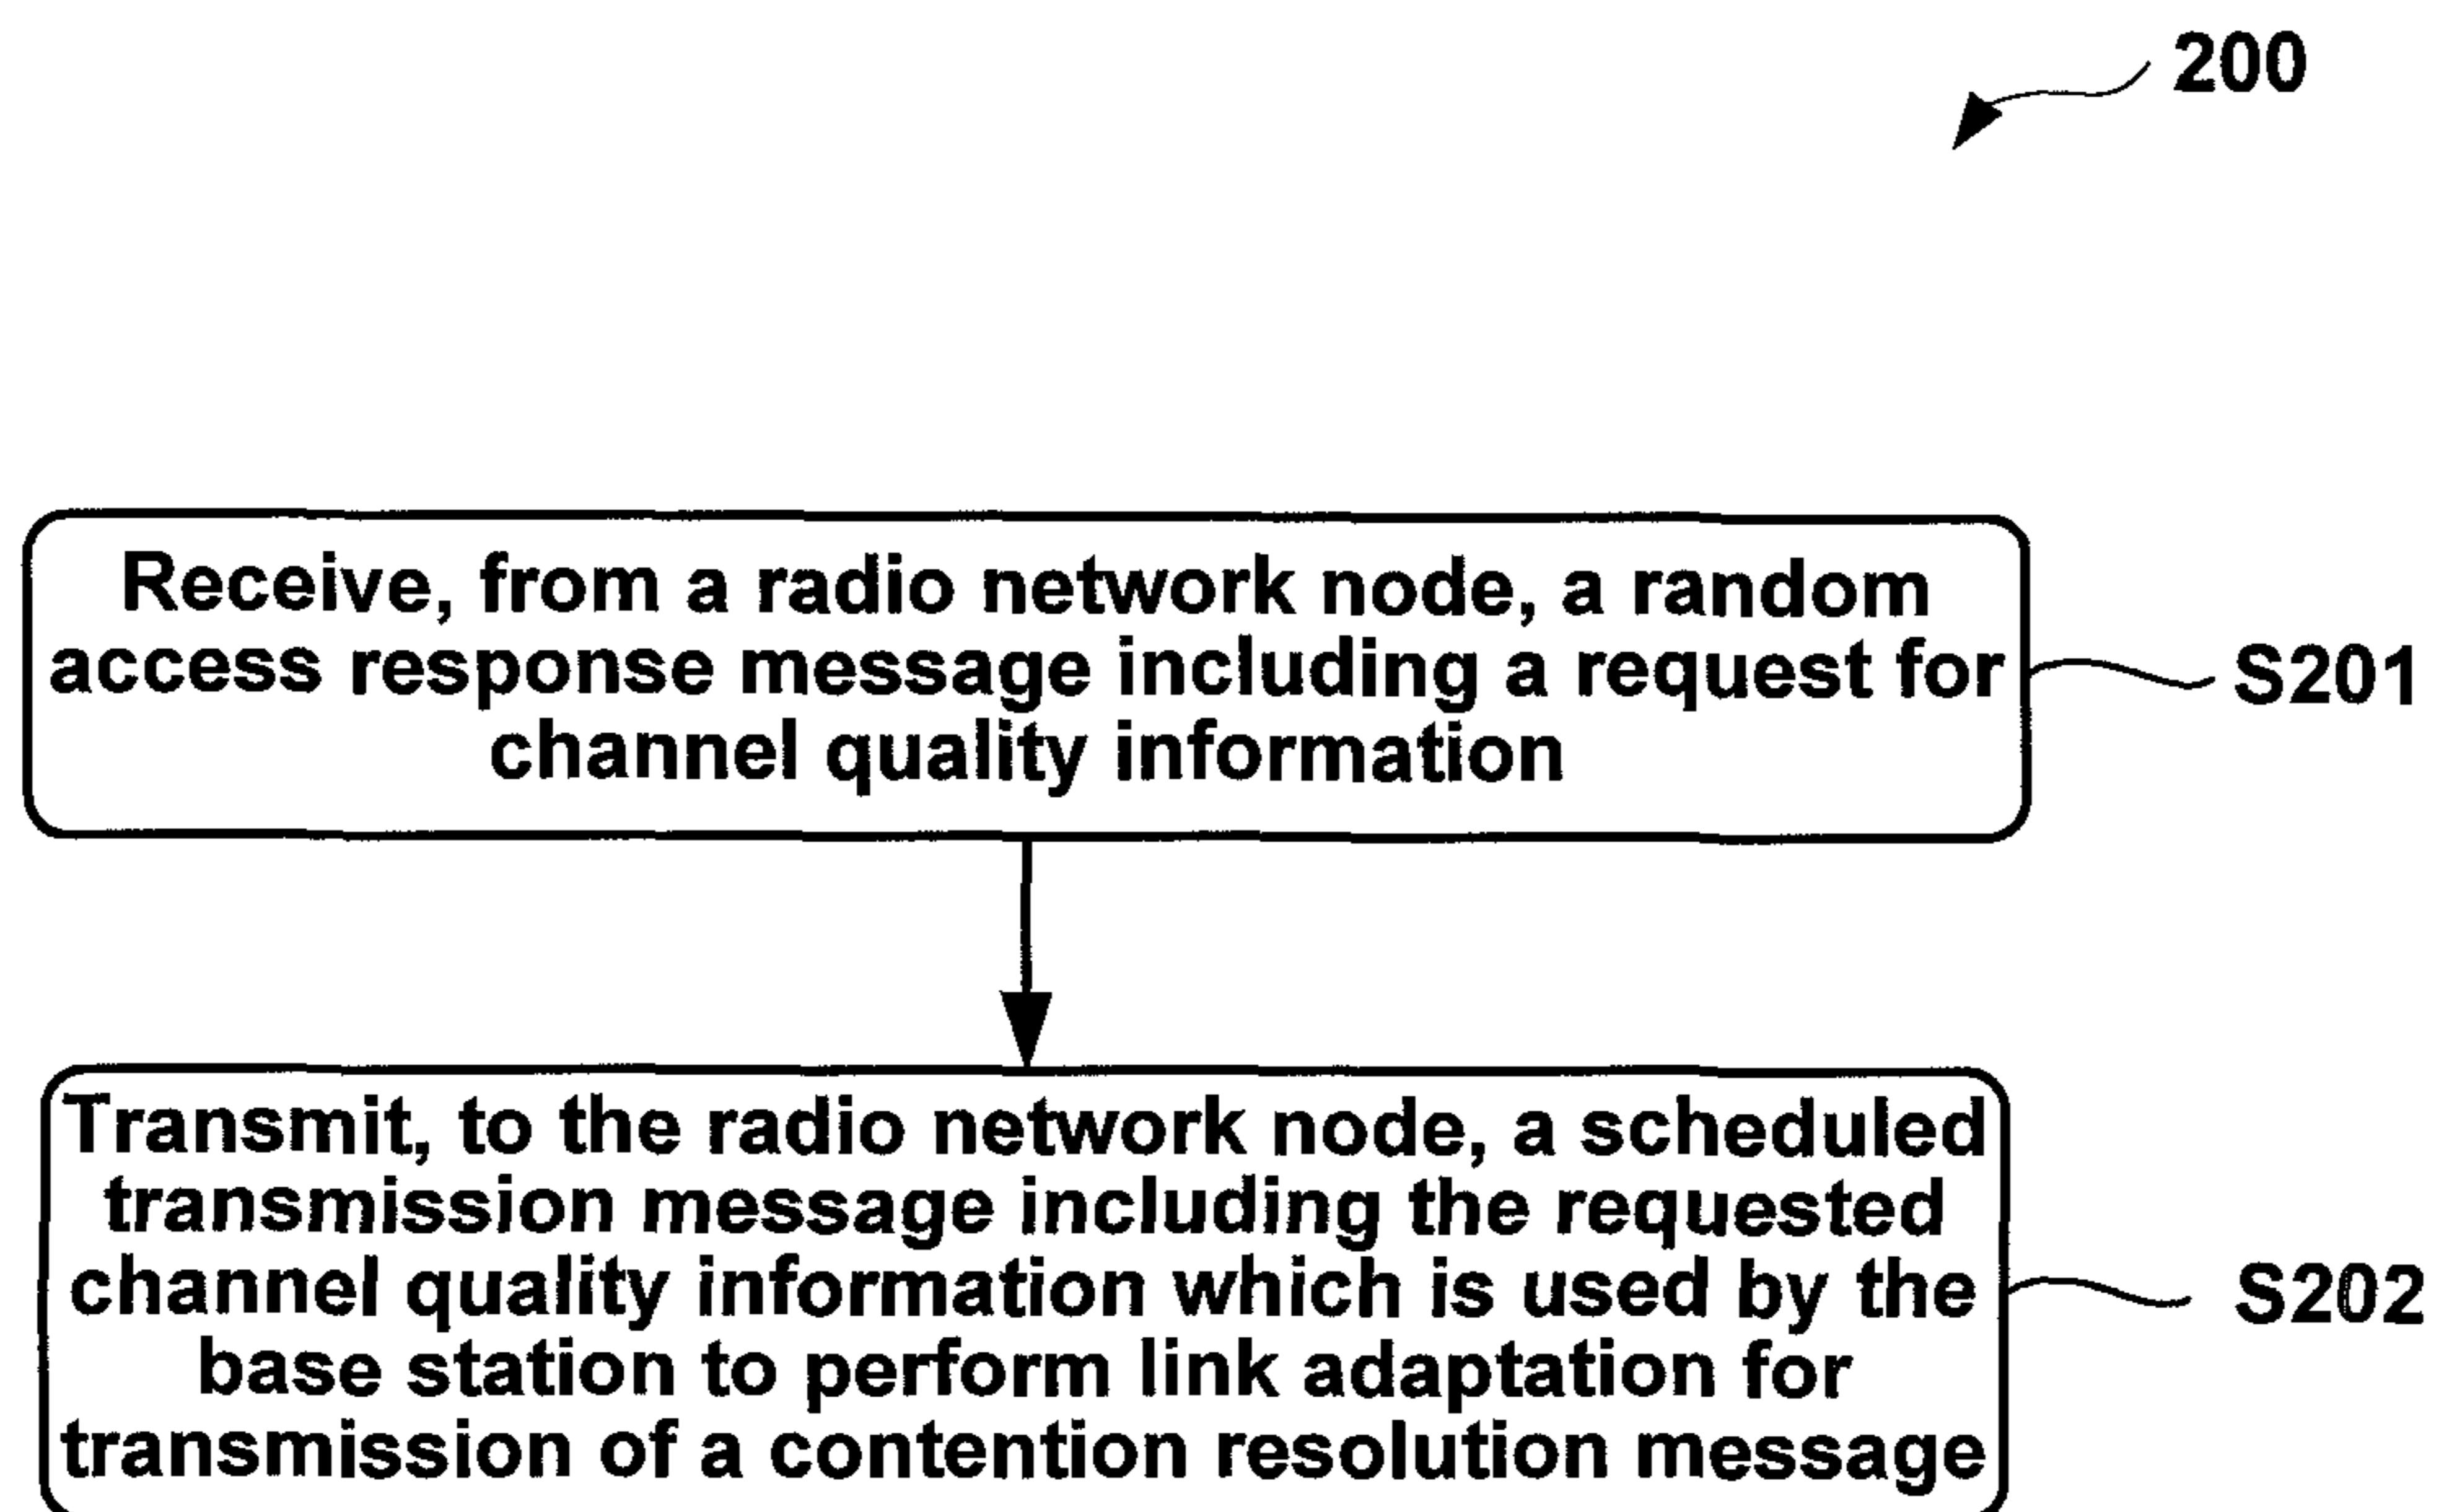 200
Receive, from a radio network node, a random
access response message including a request for
channel quality information
S201
Transmit, to the radio network node, a scheduled
transmission message including the requested
channel quality information which is used by the
base station to perform link adaptation for
transmission of a contention resolution message
S202